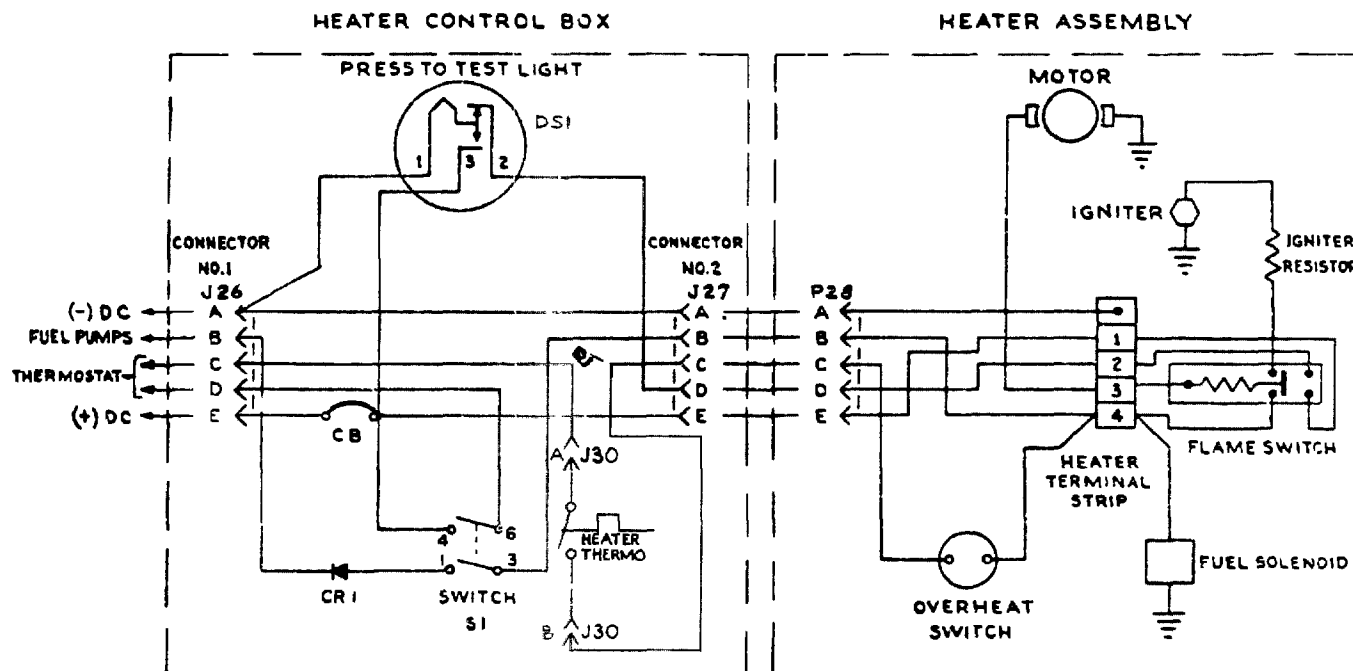 HEATER CONTROL BOX
HEATER ASSEMBLY
PRESS TO TEST LIGHT
DS1
1 3 2
MOTOR
IGNITER
IGNITER
RESISTOR
CONNECTOR
NO.1
J26
CONNECTOR
NO.2
J27
P28
(-) DC A A A
FUEL PUMPS B B B 1
THERMOSTAT C C C 2
D D D 3
(+) DC E E E 4
CB
A J30
FLAME SWITCH
HEATER
TERMINAL
STRIP
4 6
HEATER
THERMO
1 3
CR1
SWITCH
S1
B J30
OVERHEAT
SWITCH
FUEL SOLENOID